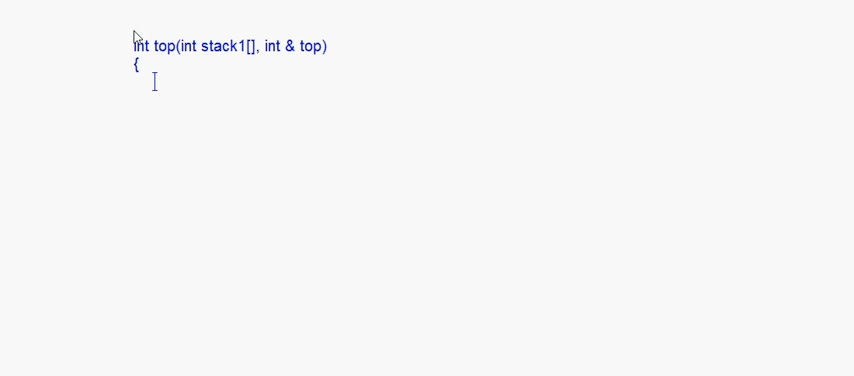 int top(int stack1[], int & top)
{